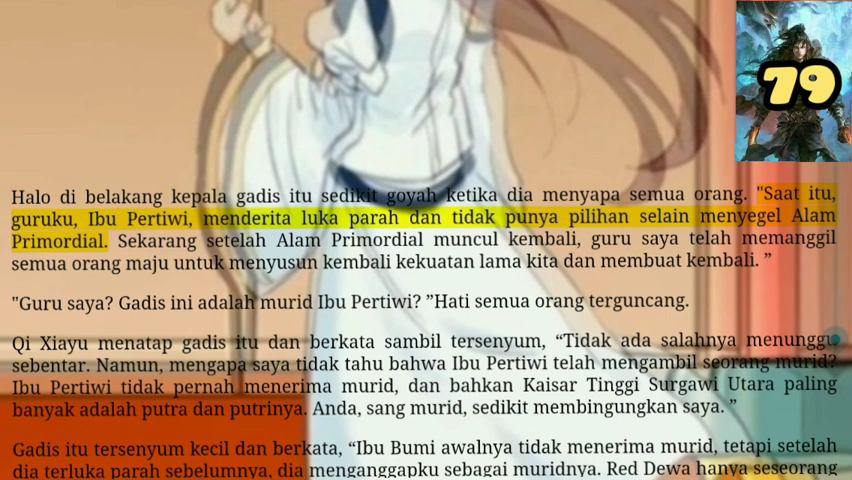 79
Halo di belakang kepala gadis itu sedikit goyah ketika dia menyapa semua orang. "Saat itu,
guruku, Ibu Pertiwi, menderita luka parah dan tidak punya pilihan selain menyegel Alam
Primordial. Sekarang setelah Alam Primordial muncul kembali, guru saya telah memanggil
semua orang maju untuk menyusun kembali kekuatan lama kita dan membuat kembali. ”
"Guru saya? Gadis ini adalah murid Ibu Pertiwi? ”Hati semua orang terguncang.
Qi Xiayu menatap gadis itu dan berkata sambil tersenyum, “Tidak ada salahnya menunggu
sebentar. Namun, mengapa saya tidak tahu bahwa Ibu Pertiwi telah mengambil seorang murid?
Ibu Pertiwi tidak pernah menerima murid, dan bahkan Kaisar Tinggi Surgawi Utara paling
banyak adalah putra dan putrinya. Anda, sang murid, sedikit membingungkan saya. ”
Gadis itu tersenyum kecil dan berkata, “Ibu Bumi awalnya tidak menerima murid, tetapi setelah
dia terluka parah sebelumnya, dia menganggapku sebagai muridnya. Red Dewa hanya seseorang